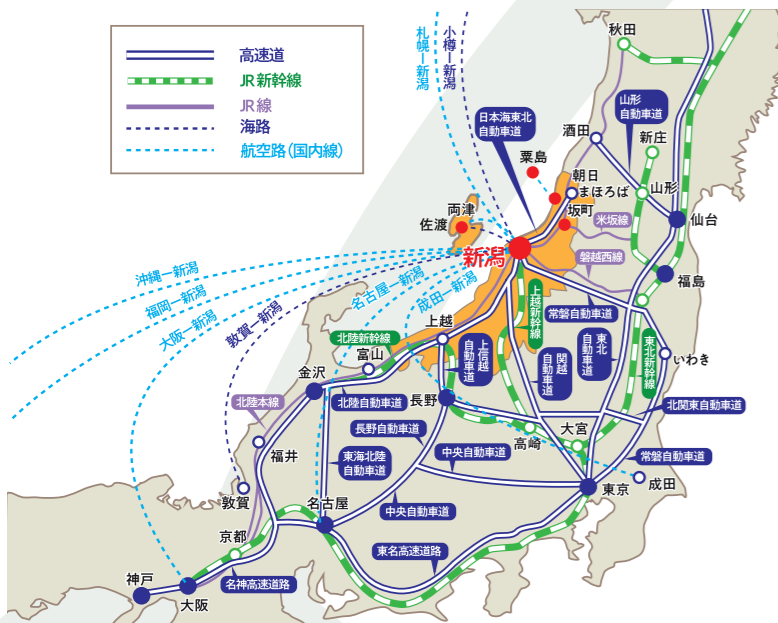 高速道
JR新幹線
JR線
海路
航空路(国内線)
札幌ー新潟
小樽ー新潟
秋田
日本海東北
自動車道
山形
自動車道
酒田
新庄
粟島
朝日
まほろば
山形
坂町
両津
佐渡
米坂線
仙台
新潟
磐越西線
沖縄ー新潟
福岡ー新潟
大阪ー新潟
敦賀ー新潟
名古屋ー新潟
成田ー新潟
福島
上越新幹線
常磐自動車道
上越
北陸新幹線
富山
上信越
自動車道
関越
自動車道
東北
自動車道
東北新幹線
いわき
金沢
北陸本線
北陸自動車道
長野
北関東自動車道
長野自動車道
高崎
大宮
福井
東海北陸
自動車道
中央自動車道
常磐自動車道
敦賀
名古屋
中央自動車道
東京
成田
京都
東名高速道路
神戸
大阪
名神高速道路